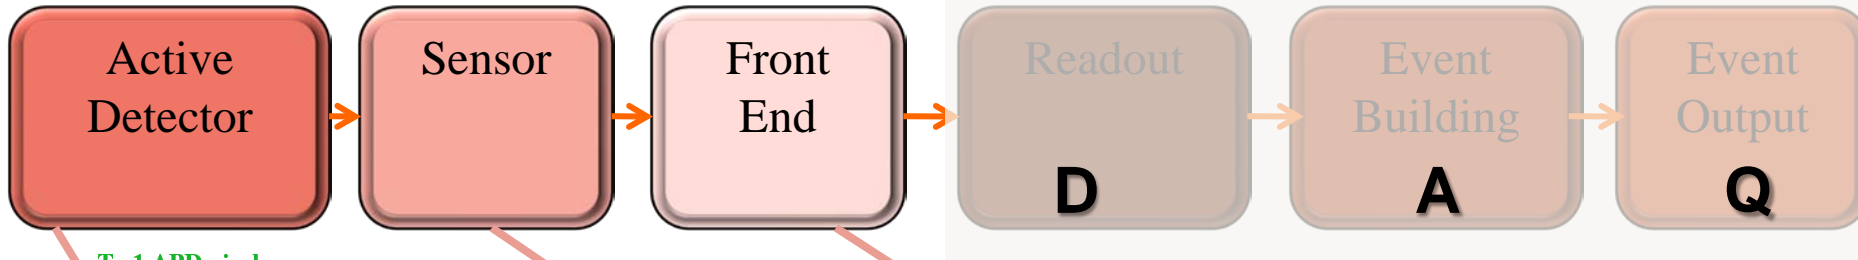 Active
Detector
Sensor
Front
End
Readout
Event
Building
Event
Output
D
A
Q